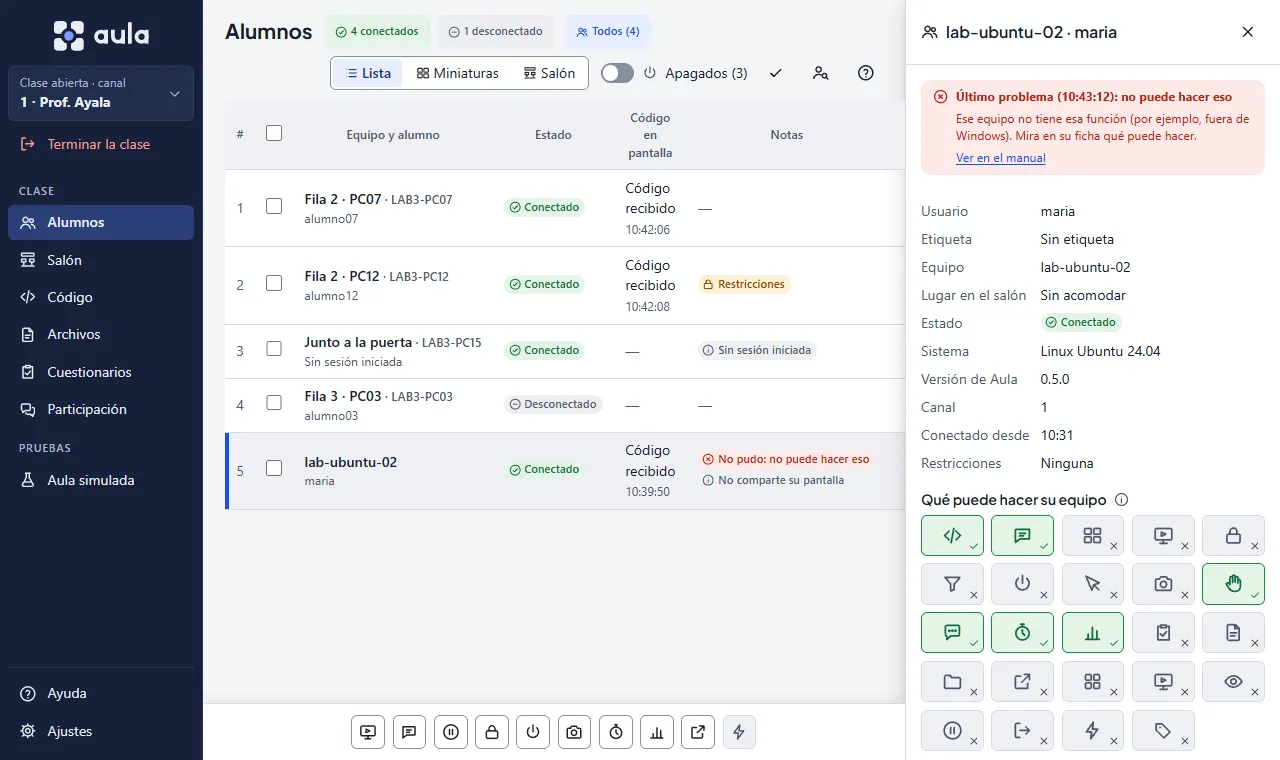 aula
Clase abierta · canal
1 · Prof. Ayala
Terminar la clase
CLASE
Alumnos
Salón
Código
Archivos
Cuestionarios
Participación
PRUEBAS
Aula simulada
Ayuda
Ajustes
Alumnos
4 conectados
1 desconectado
Todos (4)
Lista
Miniaturas
Salón
Apagados (3)
#
Equipo y alumno
Estado
Código
en
pantalla
Notas
1
Fila 2 · PC07 · LAB3-PC07
alumno07
Conectado
Código
recibido
10:42:06
—
2
Fila 2 · PC12 · LAB3-PC12
alumno12
Conectado
Código
recibido
10:42:08
Restricciones
3
Junto a la puerta · LAB3-PC15
Sin sesión iniciada
Conectado
—
Sin sesión iniciada
4
Fila 3 · PC03 · LAB3-PC03
alumno03
Desconectado
—
—
5
lab-ubuntu-02
maria
Conectado
Código
recibido
10:39:50
No pudo: no puede hacer eso
No comparte su pantalla
lab-ubuntu-02 · maria
Último problema (10:43:12): no puede hacer eso
Ese equipo no tiene esa función (por ejemplo, fuera de
Windows). Mira en su ficha qué puede hacer.
Ver en el manual
Usuario maria
Etiqueta Sin etiqueta
Equipo lab-ubuntu-02
Lugar en el salón Sin acomodar
Estado Conectado
Sistema Linux Ubuntu 24.04
Versión de Aula 0.5.0
Canal 1
Conectado desde 10:31
Restricciones Ninguna
Qué puede hacer su equipo